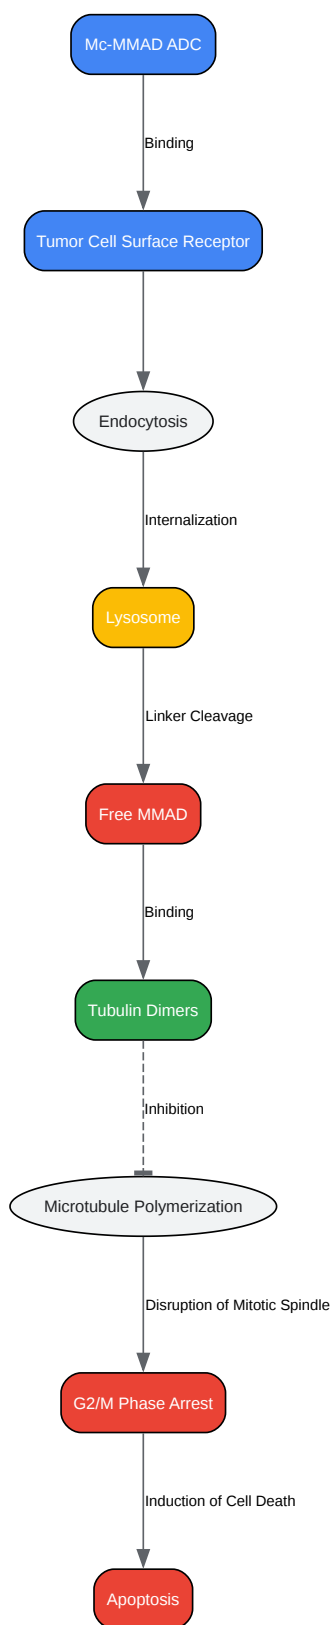 Mc-MMAD ADC
Binding
Tumor Cell Surface Receptor
Endocytosis
Internalization
Lysosome
Linker Cleavage
Free MMAD
Binding
Tubulin Dimers
Inhibition
Microtubule Polymerization
Disruption of Mitotic Spindle
G2/M Phase Arrest
Induction of Cell Death
Apoptosis